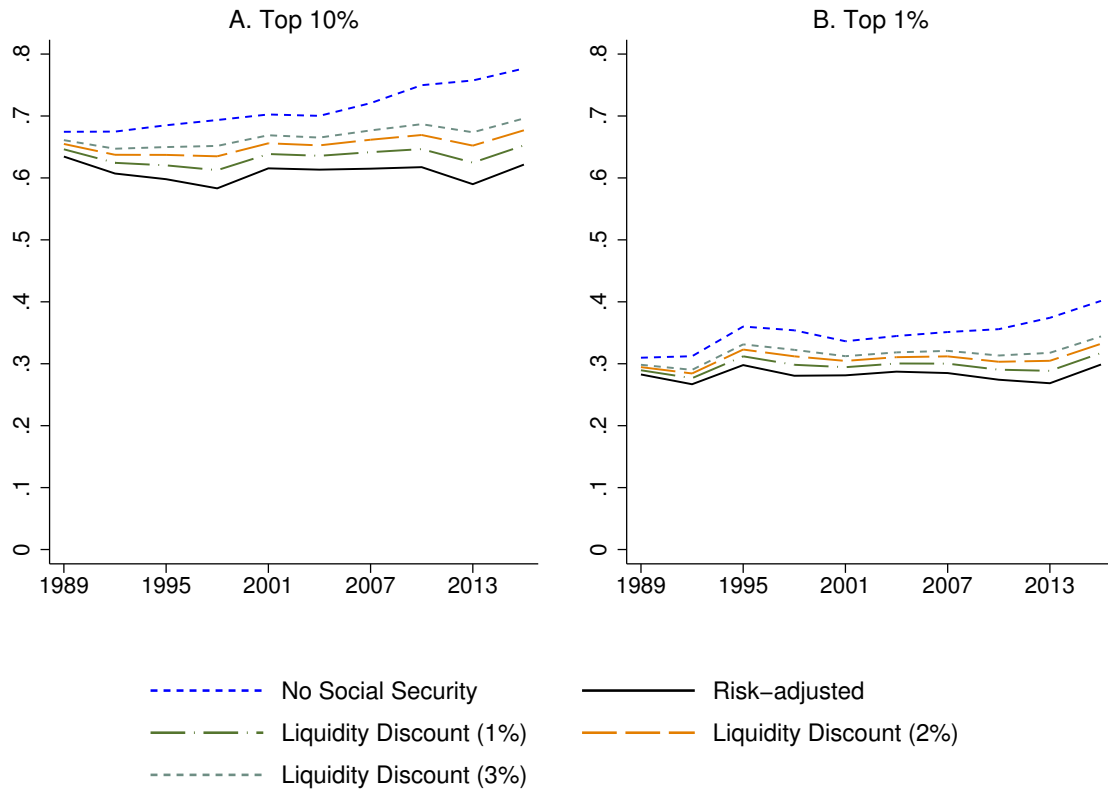 A. Top 10%
.8
.7
.6
.5
.4
.3
.2
.1
0
1989 1995 2001 2007 2013
B. Top 1%
.8
.7
.6
.5
.4
.3
.2
.1
0
1989 1995 2001 2007 2013
No Social Security
Risk−adjusted
Liquidity Discount (1%)
Liquidity Discount (2%)
Liquidity Discount (3%)